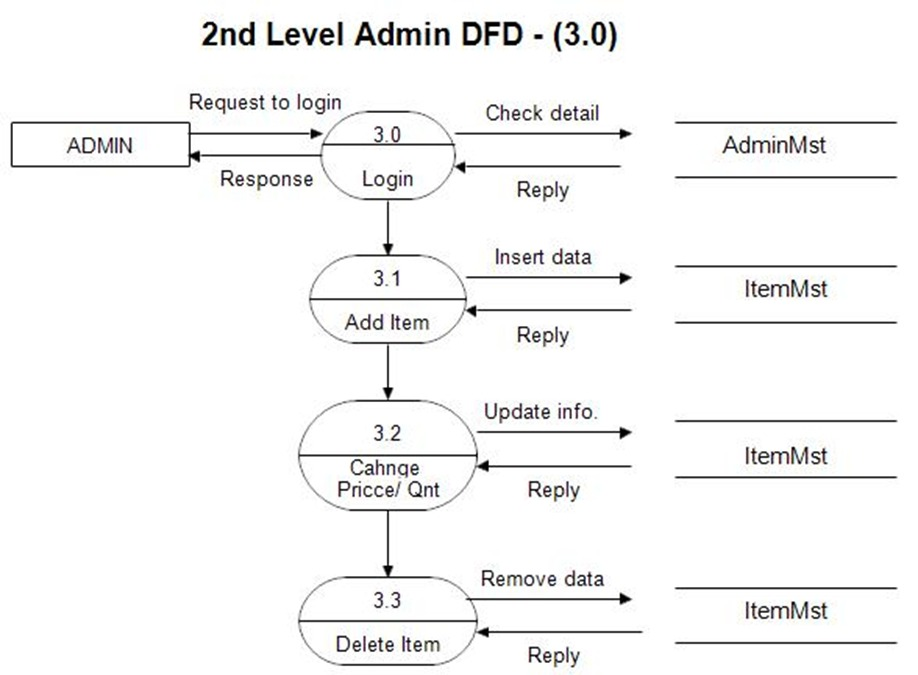 2nd Level Admin DFD - (3.0)
Request to login
ADMIN
Response
3.0
Login
Check detail
Reply
AdminMst
3.1
Add Item
Insert data
Reply
ItemMst
3.2
Cahnge
Pricce/ Qnt
Update info.
Reply
ItemMst
3.3
Delete Item
Remove data
Reply
ItemMst